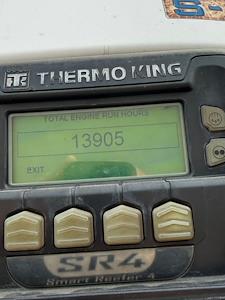 THERMO KING
TOTAL ENGINE RUN HOURS
13905
EXIT
SR4
Smart Reefer 4